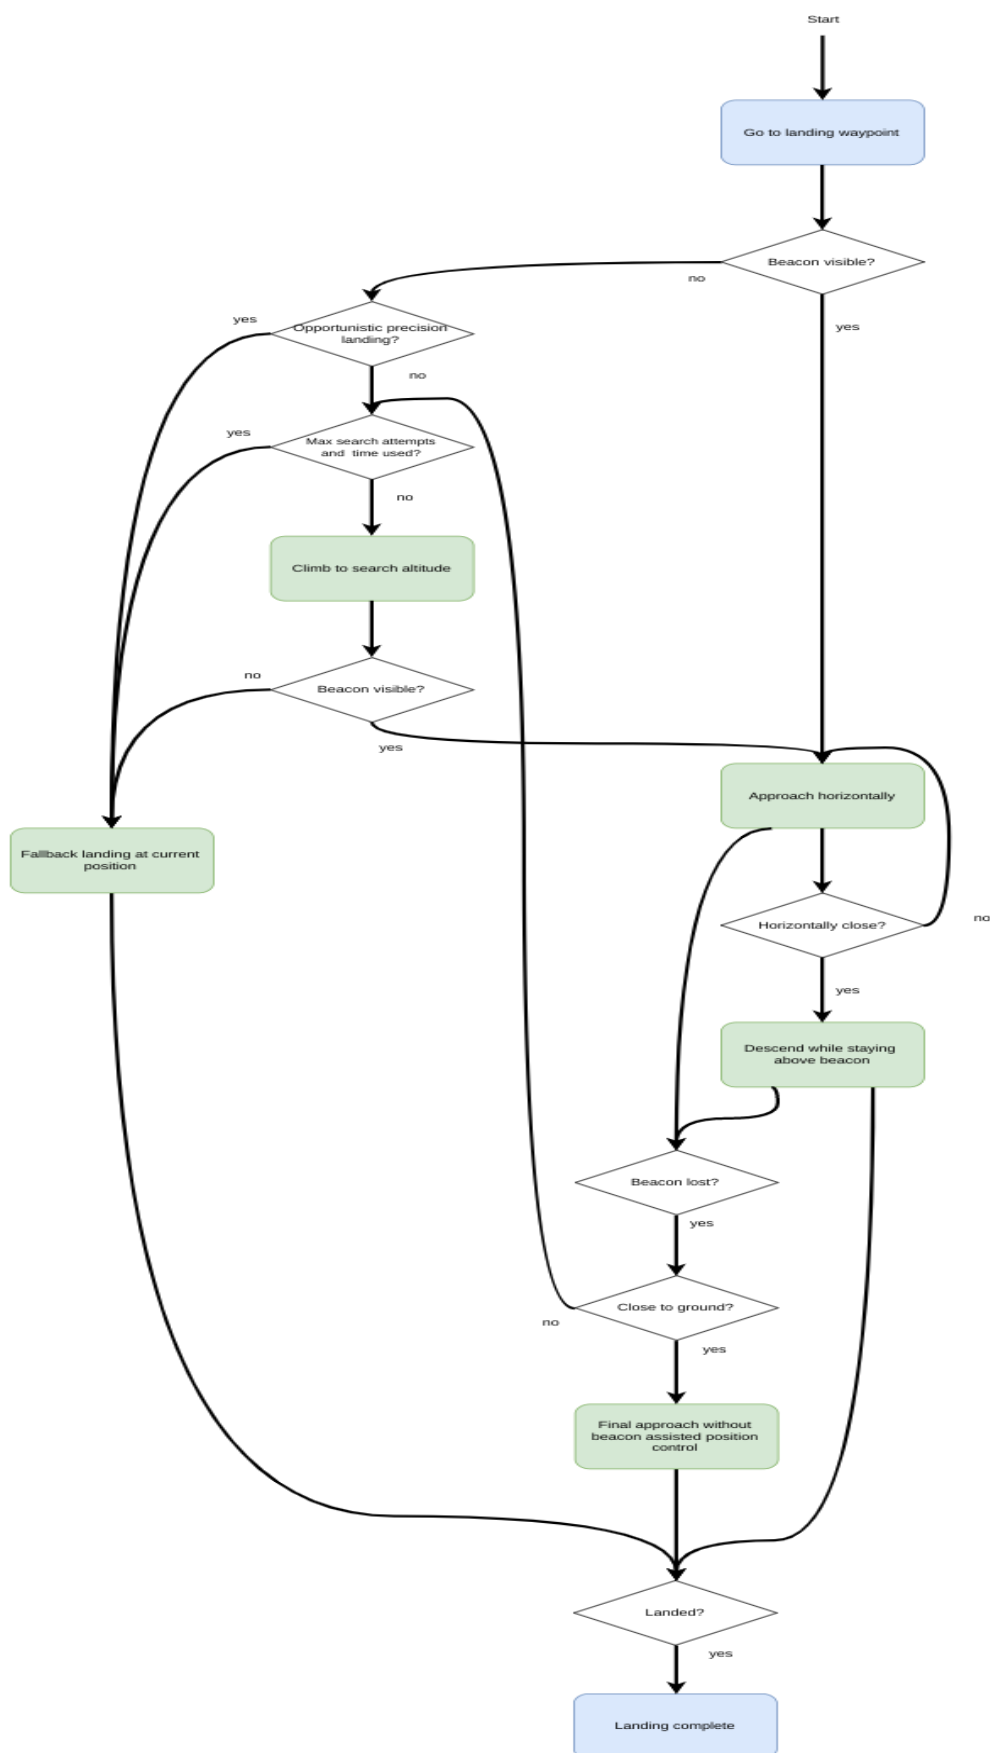 Start
Go to landing waypoint
Beacon visible?
no
yes
yes
Opportunistic precision
landing?
no
yes
Max search attempts
and  time used?
no
Climb to search altitude
no
Beacon visible?
yes
Approach horizontally
Fallback landing at current
position
Horizontally close?
no
yes
Descend while staying
above beacon
Beacon lost?
yes
Close to ground?
no
yes
Final approach without
beacon assisted position
control
Landed?
yes
Landing complete